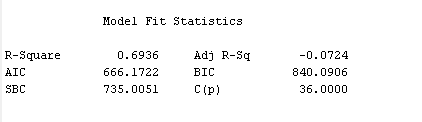 Model Fit Statistics
R-Square 0.6936 Adj R-Sq -0.0724
AIC 666.1722 BIC 840.0906
SBC 735.0051 C(p) 36.0000